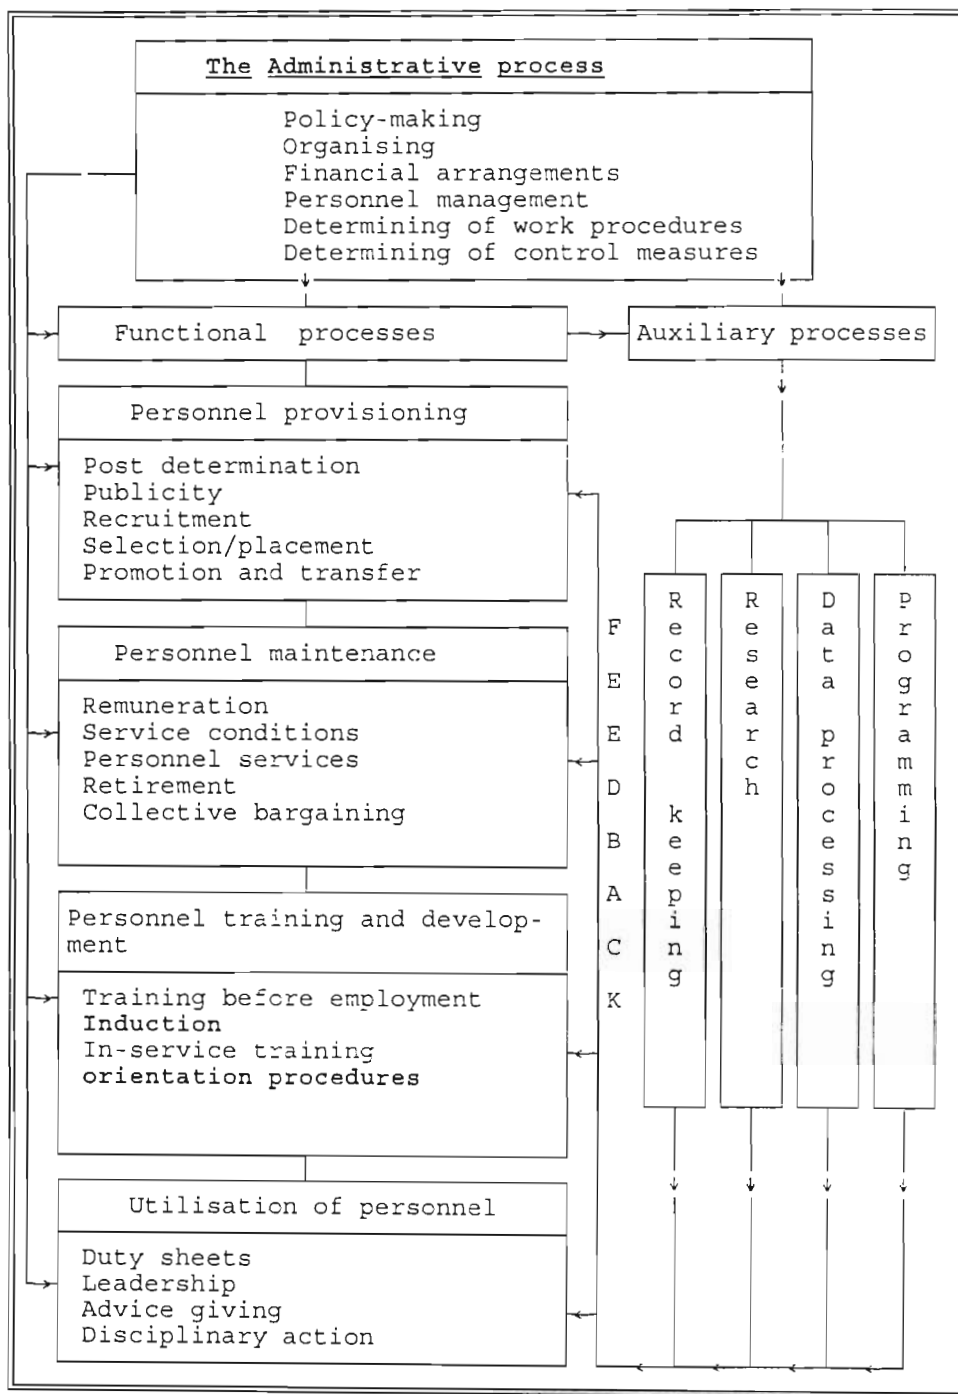 The Administrative process
Policy-making
Organising
Financial arrangements
Personnel management
Determining of work procedures
Determining of control measures
Functional processes
Auxiliary processes
Personnel provisioning
Post determination
Publicity
Recruitment
Selection/placement
Promotion and transfer
Personnel maintenance
Remuneration
Service conditions
Personnel services
Retirement
Collective bargaining
Personnel training and develop-
ment
Training before employment
Induction
In-service training
orientation procedures
Utilisation of personnel
Duty sheets
Leadership
Advice giving
Disciplinary action
FEEDBACK
Record keeping
Research
Data processing
Programming